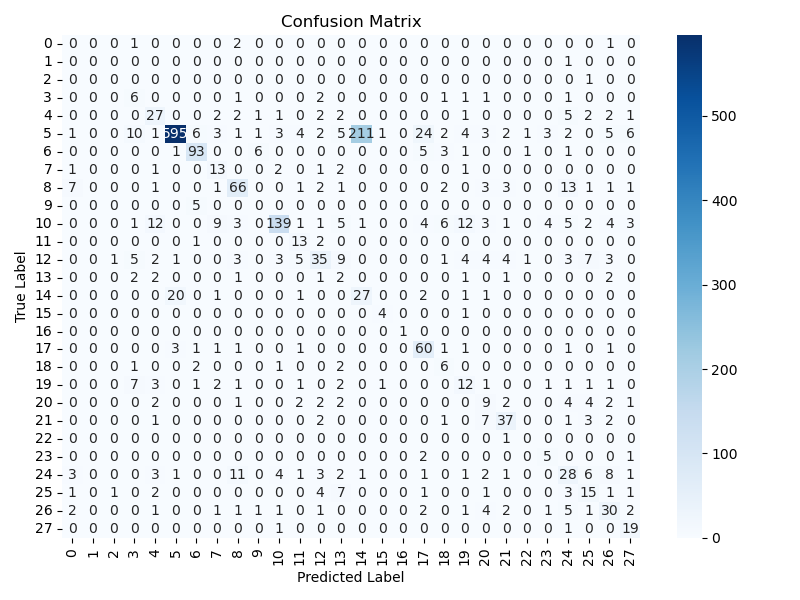 Confusion Matrix
0 0 0 0 1 0 0 0 0 2 0 0 0 0 0 0 0 0 0 0 0 0 0 0 0 0 0 1 0
1 0 0 0 0 0 0 0 0 0 0 0 0 0 0 0 0 0 0 0 0 0 0 0 0 1 0 0 0
2 0 0 0 0 0 0 0 0 0 0 0 0 0 0 0 0 0 0 0 0 0 0 0 0 0 1 0 0
3 0 0 0 6 0 0 0 0 1 0 0 0 2 0 0 0 0 0 1 1 1 0 0 0 1 0 0 0
4 0 0 0 0 27 0 0 2 2 1 1 0 2 2 0 0 0 0 0 1 0 0 0 0 5 2 2 1
5 1 0 0 10 1 595 6 3 1 1 3 4 2 5 211 1 0 24 2 4 3 2 1 3 2 0 5 6
6 0 0 0 0 0 1 93 0 0 6 0 0 0 0 0 0 0 5 3 1 0 0 1 0 1 0 0 0
7 1 0 0 0 1 0 0 13 0 0 2 0 1 2 0 0 0 0 0 1 0 0 0 0 0 0 0 0
8 7 0 0 0 1 0 0 1 66 0 0 1 2 1 0 0 0 0 2 0 3 3 0 0 13 1 1 1
9 0 0 0 0 0 0 5 0 0 0 0 0 0 0 0 0 0 0 0 0 0 0 0 0 0 0 0 0
10 0 0 0 1 12 0 0 9 3 0 139 1 1 5 1 0 0 4 6 12 3 1 0 4 5 2 4 3
11 0 0 0 0 0 0 1 0 0 0 0 13 2 0 0 0 0 0 0 0 0 0 0 0 0 0 0 0
12 0 0 1 5 2 1 0 0 3 0 3 5 35 9 0 0 0 0 1 4 4 4 1 0 3 7 3 0
13 0 0 0 2 2 0 0 0 1 0 0 0 1 2 0 0 0 0 0 1 0 1 0 0 0 0 2 0
14 0 0 0 0 0 20 0 1 0 0 0 1 0 0 27 0 0 2 0 1 1 0 0 0 0 0 0 0
15 0 0 0 0 0 0 0 0 0 0 0 0 0 0 0 4 0 0 0 1 0 0 0 0 0 0 0 0
16 0 0 0 0 0 0 0 0 0 0 0 0 0 0 0 0 1 0 0 0 0 0 0 0 0 0 0 0
17 0 0 0 0 0 3 1 1 1 0 0 1 0 0 0 0 0 60 1 1 0 0 0 0 1 0 1 0
18 0 0 0 1 0 0 2 0 0 0 1 0 0 2 0 0 0 0 6 0 0 0 0 0 0 0 0 0
19 0 0 0 7 3 0 1 2 1 0 0 1 0 2 0 1 0 0 0 12 1 0 0 1 1 1 1 0
20 0 0 0 0 2 0 0 0 1 0 0 2 2 2 0 0 0 0 0 0 9 2 0 0 4 4 2 1
21 0 0 0 0 1 0 0 0 0 0 0 0 2 0 0 0 0 0 1 0 7 37 0 0 1 3 2 0
22 0 0 0 0 0 0 0 0 0 0 0 0 0 0 0 0 0 0 0 0 0 1 0 0 0 0 0 0
23 0 0 0 0 0 0 0 0 0 0 0 0 0 0 0 0 0 2 0 0 0 0 0 5 0 0 0 1
24 3 0 0 0 3 1 0 0 11 0 4 1 3 2 1 0 0 1 0 1 2 1 0 0 28 6 8 1
25 1 0 1 0 2 0 0 0 0 0 0 0 4 7 0 0 0 1 0 0 1 0 0 0 3 15 1 1
26 2 0 0 0 1 0 0 1 1 1 1 0 1 0 0 0 0 2 0 1 4 2 0 1 5 1 30 2
27 0 0 0 0 0 0 0 0 0 0 1 0 0 0 0 0 0 0 0 0 0 0 0 0 1 0 0 19
0 1 2 3 4 5 6 7 8 9 10 11 12 13 14 15 16 17 18 19 20 21 22 23 24 25 26 27
Predicted Label
True Label
500
400
300
200
100
0